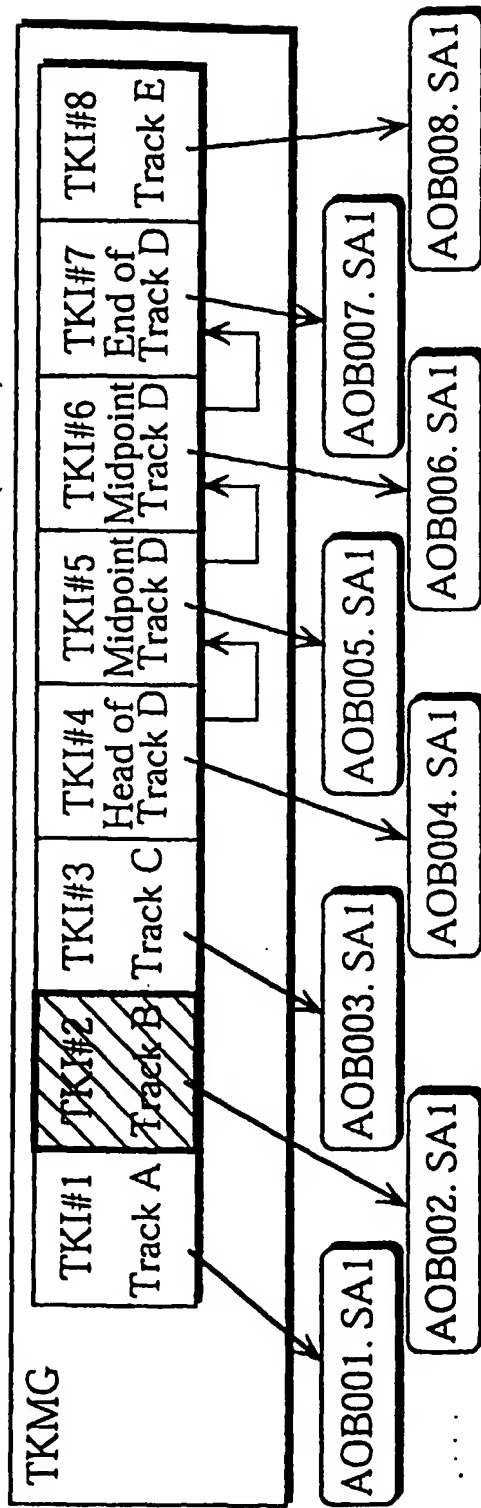 TKMG
TKI#1
Track A
TKI#2
Track B
TKI#3
Track C
TKI#4
Head of
Track D
TKI#5
Midpoint
Track D
TKI#6
Midpoint
Track D
TKI#7
End of
Track D
TKI#8
Track E
AOB001. SA1
AOB002. SA1
AOB003. SA1
AOB004. SA1
AOB005. SA1
AOB006. SA1
AOB007. SA1
AOB008. SA1
....